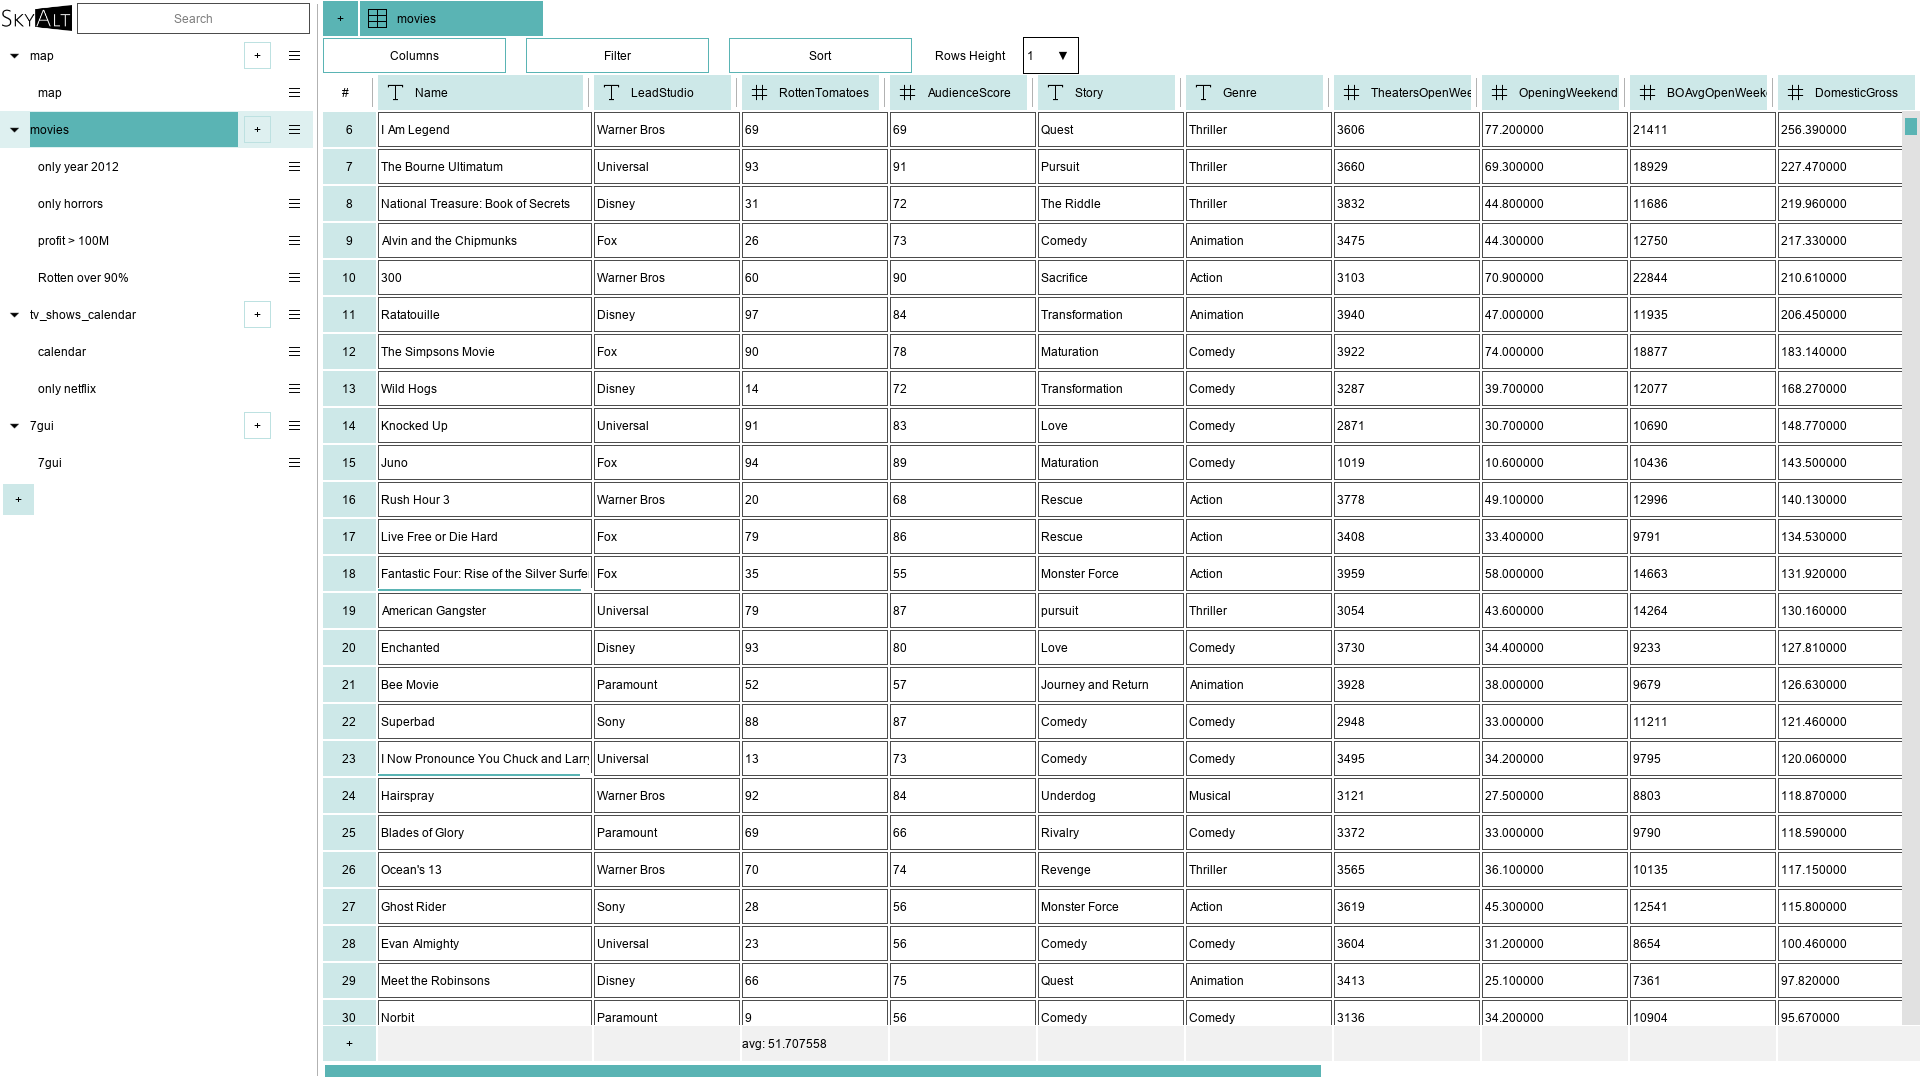 SKYALT Search + movies
map +
Columns Filter Sort Rows Height 1 ▼
map
# Name LeadStudio RottenTomatoes AudienceScore Story Genre TheatersOpenWee OpeningWeekend BOAvgOpenWeek DomesticGross
movies +
only year 2012
only horrors
profit > 100M
Rotten over 90%
tv_shows_calendar +
calendar
only netflix
7gui +
7gui
+
6 I Am Legend Warner Bros 69 69 Quest Thriller 3606 77.200000 21411 256.390000
7 The Bourne Ultimatum Universal 93 91 Pursuit Thriller 3660 69.300000 18929 227.470000
8 National Treasure: Book of Secrets Disney 31 72 The Riddle Thriller 3832 44.800000 11686 219.960000
9 Alvin and the Chipmunks Fox 26 73 Comedy Animation 3475 44.300000 12750 217.330000
10 300 Warner Bros 60 90 Sacrifice Action 3103 70.900000 22844 210.610000
11 Ratatouille Disney 97 84 Transformation Animation 3940 47.000000 11935 206.450000
12 The Simpsons Movie Fox 90 78 Maturation Comedy 3922 74.000000 18877 183.140000
13 Wild Hogs Disney 14 72 Transformation Comedy 3287 39.700000 12077 168.270000
14 Knocked Up Universal 91 83 Love Comedy 2871 30.700000 10690 148.770000
15 Juno Fox 94 89 Maturation Comedy 1019 10.600000 10436 143.500000
16 Rush Hour 3 Warner Bros 20 68 Rescue Action 3778 49.100000 12996 140.130000
17 Live Free or Die Hard Fox 79 86 Rescue Action 3408 33.400000 9791 134.530000
18 Fantastic Four: Rise of the Silver Surfe Fox 35 55 Monster Force Action 3959 58.000000 14663 131.920000
19 American Gangster Universal 79 87 pursuit Thriller 3054 43.600000 14264 130.160000
20 Enchanted Disney 93 80 Love Comedy 3730 34.400000 9233 127.810000
21 Bee Movie Paramount 52 57 Journey and Return Animation 3928 38.000000 9679 126.630000
22 Superbad Sony 88 87 Comedy Comedy 2948 33.000000 11211 121.460000
23 I Now Pronounce You Chuck and Larry Universal 13 73 Comedy Comedy 3495 34.200000 9795 120.060000
24 Hairspray Warner Bros 92 84 Underdog Musical 3121 27.500000 8803 118.870000
25 Blades of Glory Paramount 69 66 Rivalry Comedy 3372 33.000000 9790 118.590000
26 Ocean's 13 Warner Bros 70 74 Revenge Thriller 3565 36.100000 10135 117.150000
27 Ghost Rider Sony 28 56 Monster Force Action 3619 45.300000 12541 115.800000
28 Evan Almighty Universal 23 56 Comedy Comedy 3604 31.200000 8654 100.460000
29 Meet the Robinsons Disney 66 75 Quest Animation 3413 25.100000 7361 97.820000
30 Norbit Paramount 9 56 Comedy Comedy 3136 34.200000 10904 95.670000
+ avg: 51.707558